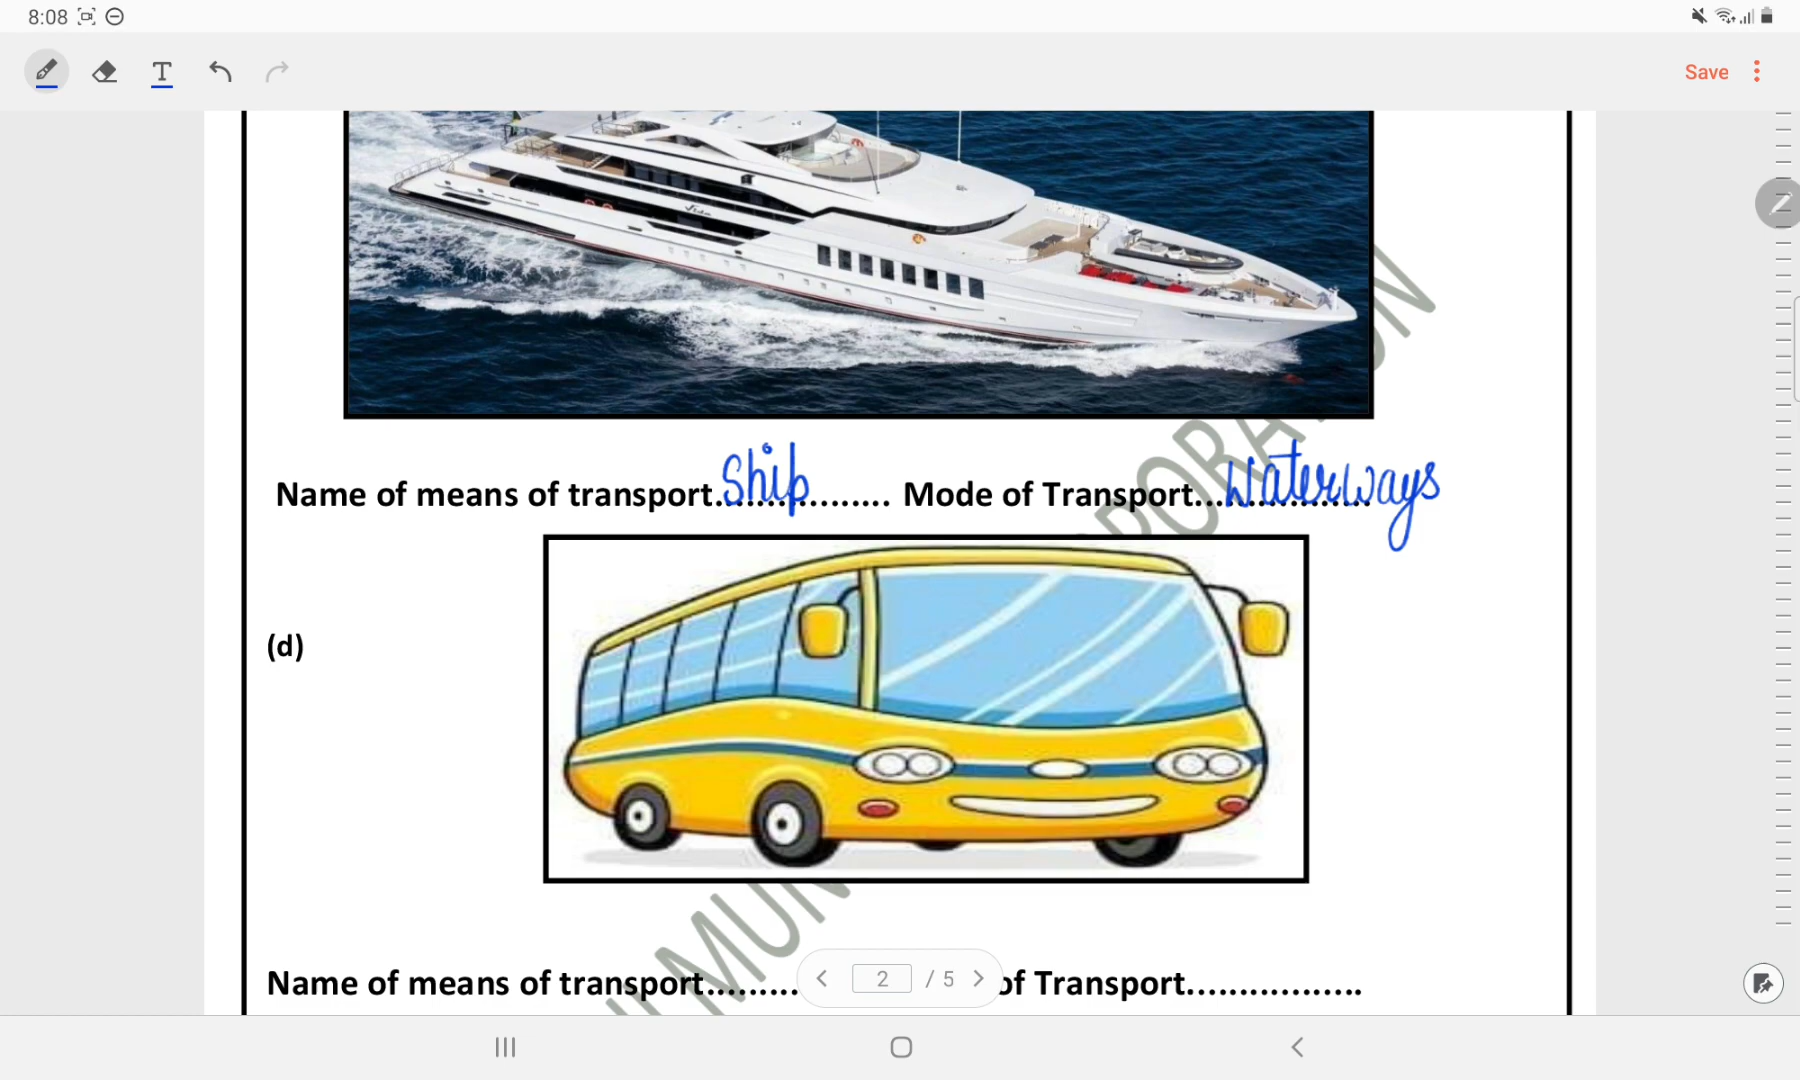 8:08
Save
Name of means of transport.Ship................ Mode of Transport...Waterways
(d)
Name of means of transport......... of Transport.................
2 / 5